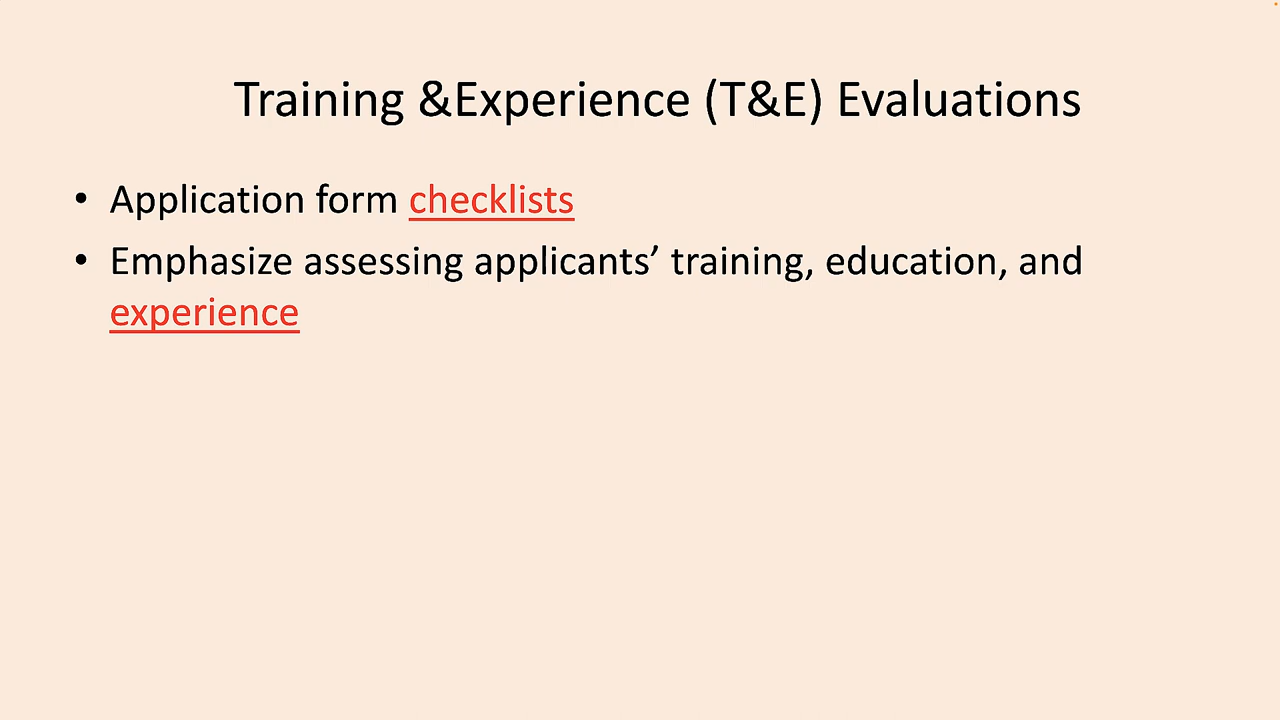 Training &Experience (T&E) Evaluations
• Application form checklists
• Emphasize assessing applicants’ training, education, and
experience